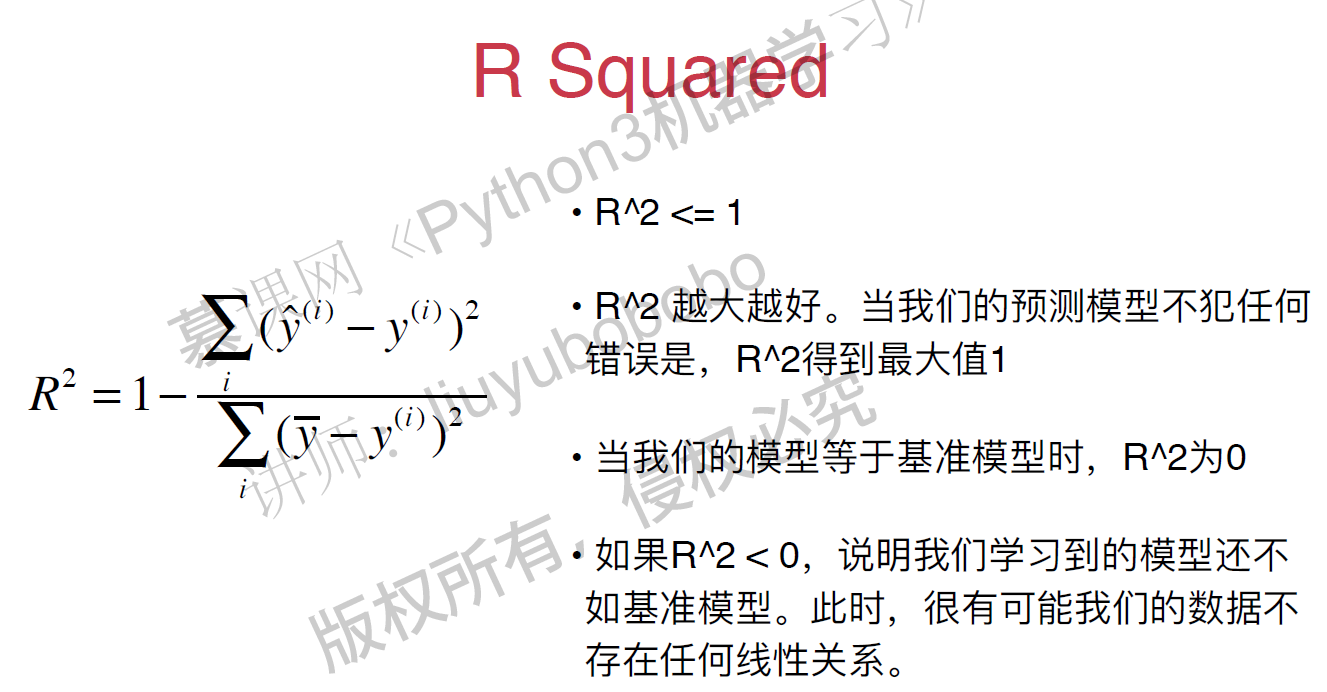 R Squared
• R^2 <= 1
• R^2 越大越好。当我们的预测模型不犯任何
错误是，R^2得到最大值1
• 当我们的模型等于基准模型时，R^2为0
• 如果R^2 < 0，说明我们学习到的模型还不
如基准模型。此时，很有可能我们的数据不
存在任何线性关系。
R² = 1 − ∑ᵢ(ŷ⁽ⁱ⁾ − y⁽ⁱ⁾)² / ∑ᵢ(ȳ − y⁽ⁱ⁾)²
慕课网《Python3机器学习》
讲师：liuyubobobo
版权所有，侵权必究